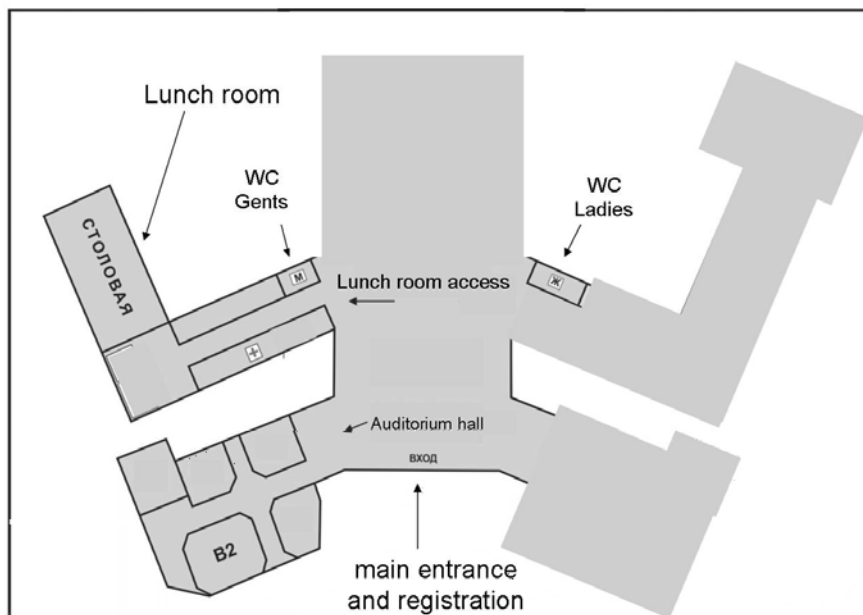 Lunch room
WC
Gents
WC
Ladies
СТОЛОВАЯ
М
Lunch room access
Ж
+
Auditorium hall
ВХОД
B2
main entrance
and registration